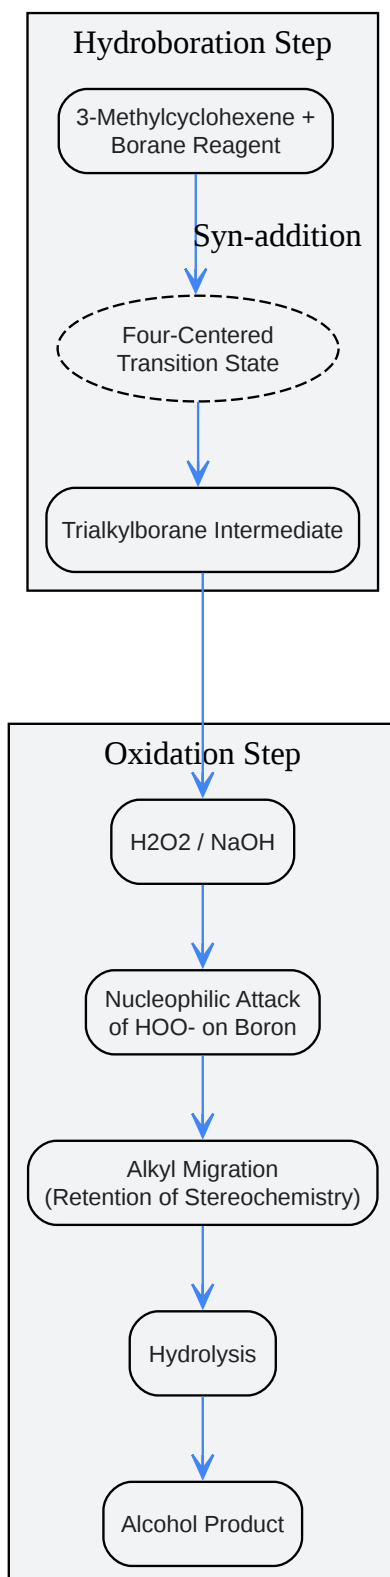 Hydroboration Step
3-Methylcyclohexene +
Borane Reagent
Syn-addition
Four-Centered
Transition State
Trialkylborane Intermediate
Oxidation Step
H2O2 / NaOH
Nucleophilic Attack
of HOO- on Boron
Alkyl Migration
(Retention of Stereochemistry)
Hydrolysis
Alcohol Product